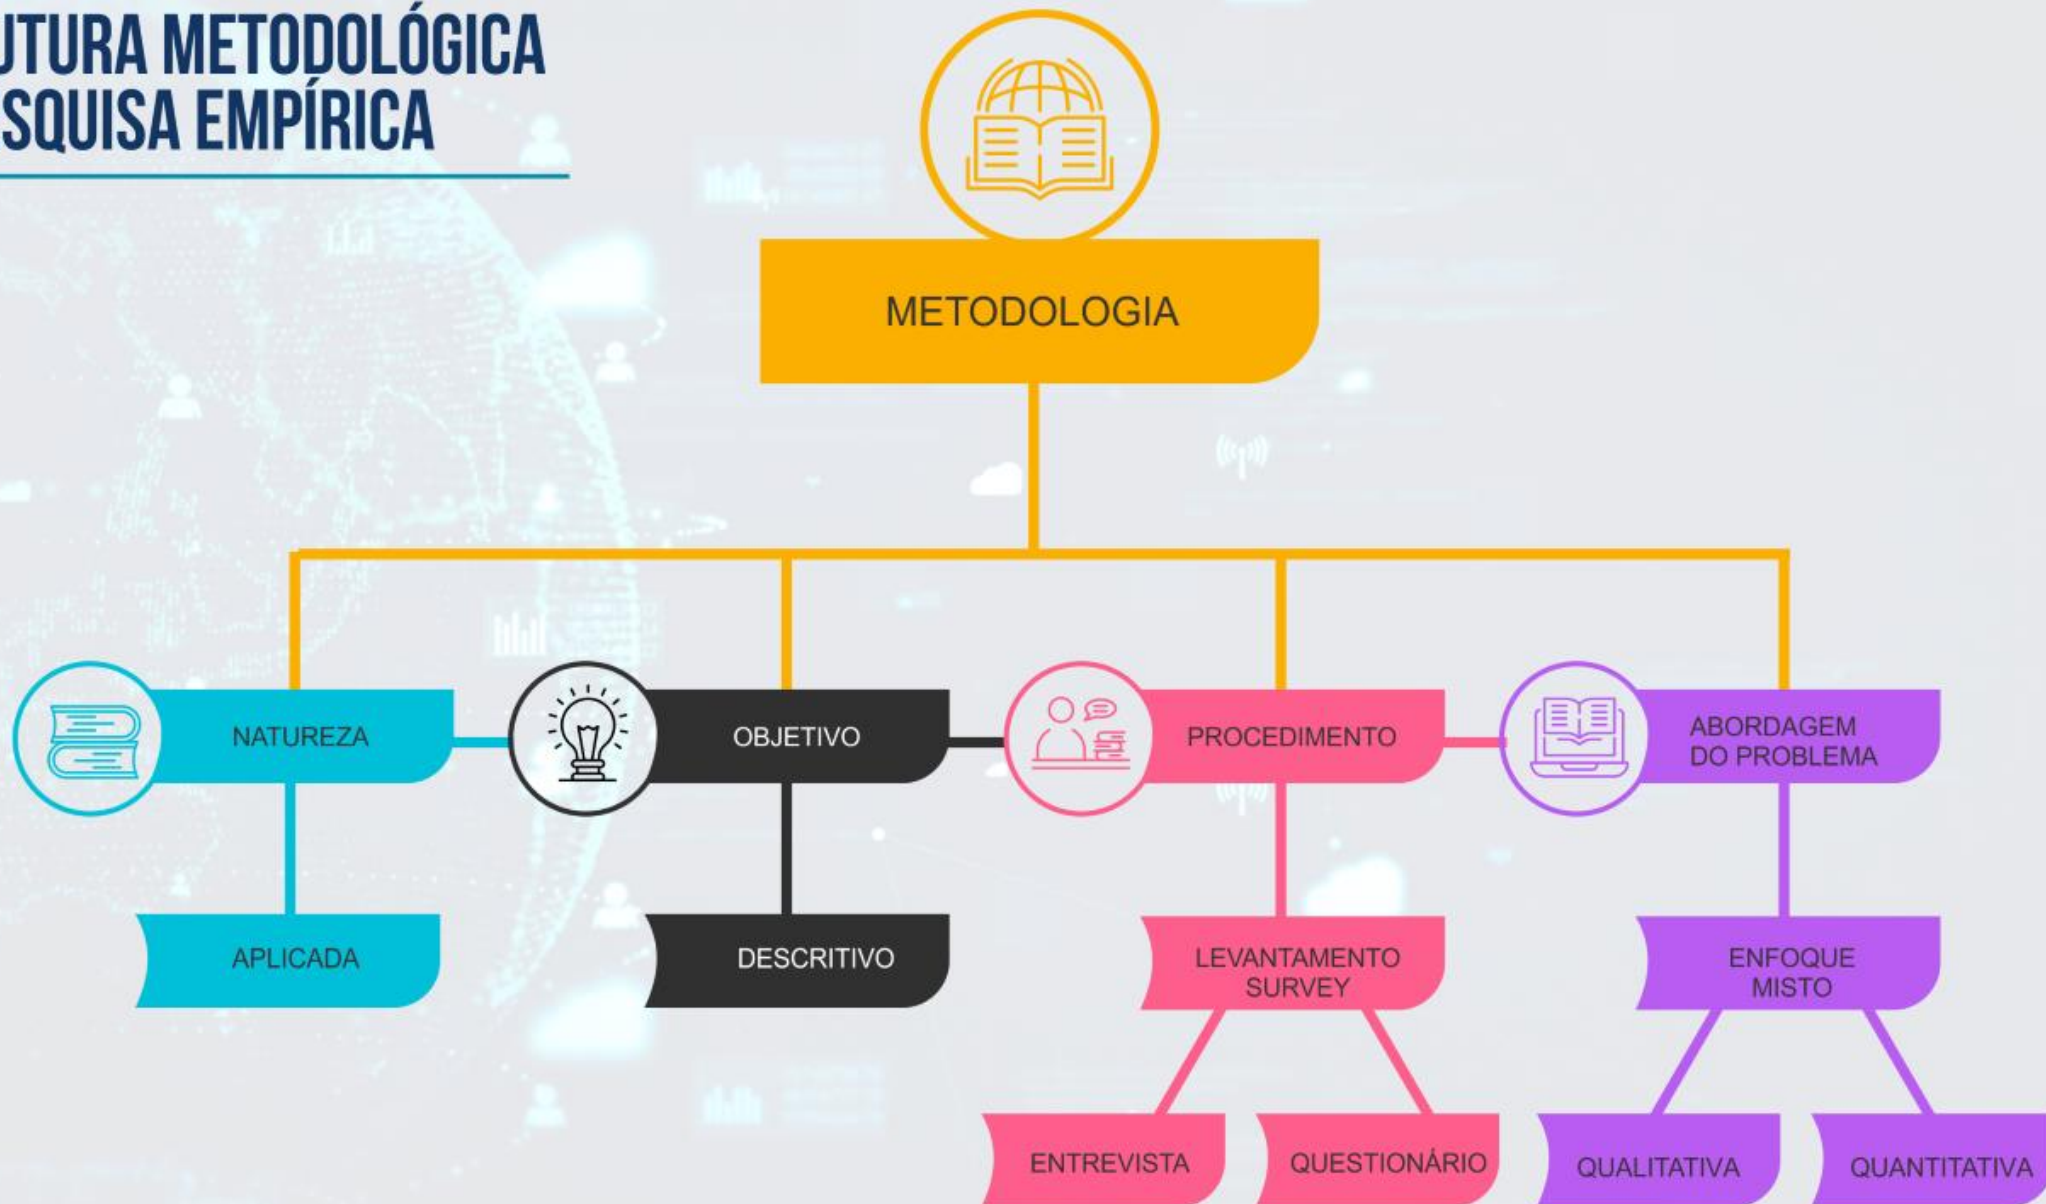 UTURA METODOLÓGICA
SQUISA EMPÍRICA
METODOLOGIA
NATUREZA
OBJETIVO
PROCEDIMENTO
ABORDAGEM
DO PROBLEMA
APLICADA
DESCRITIVO
LEVANTAMENTO
SURVEY
ENFOQUE
MISTO
ENTREVISTA
QUESTIONÁRIO
QUALITATIVA
QUANTITATIVA